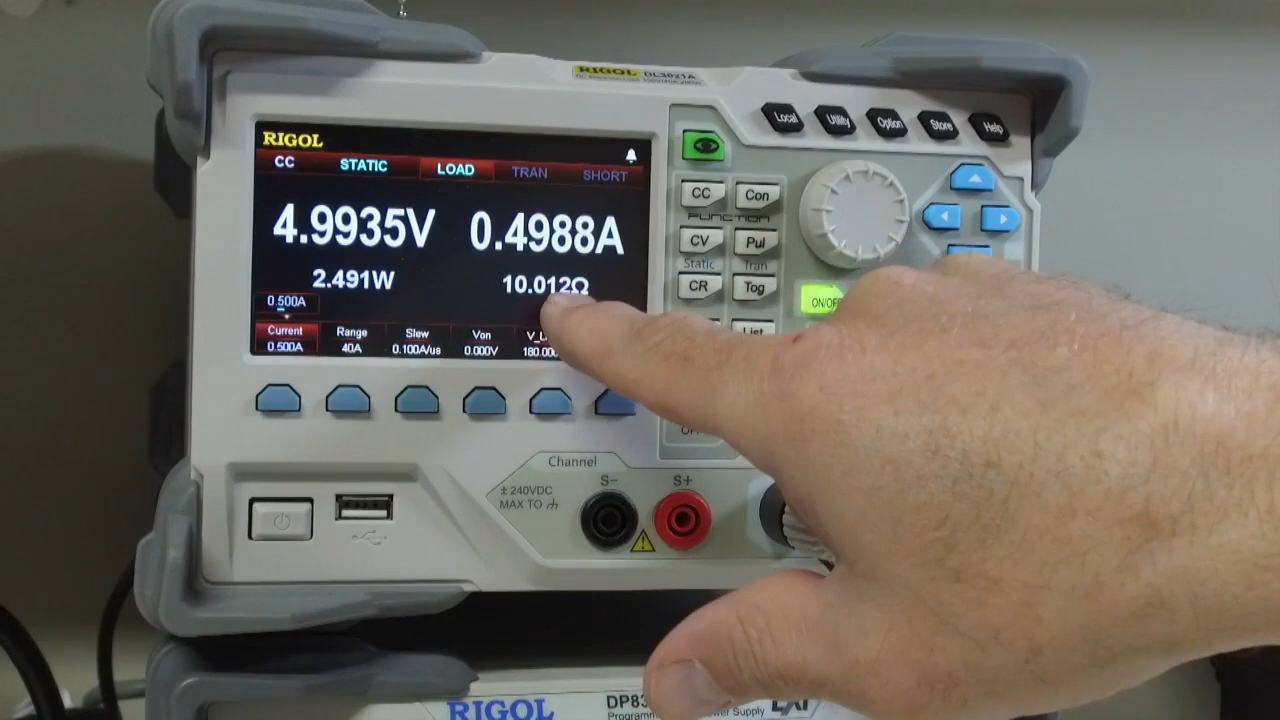 RIGOL DL3021A
RIGOL
CC STATIC LOAD TRAN SHORT
4.9935V 0.4988A
2.491W 10.012Ω
0.500A
Current Range Slew Von
0.500A 40A 0.100A/us 0.000V
Local Utility Option Store Help
CC Con
FUNCTION
CV Pul
Static Tran
CR Tog
List
Channel
S- S+
± 240VDC
MAX TO
RIGOL
Supply